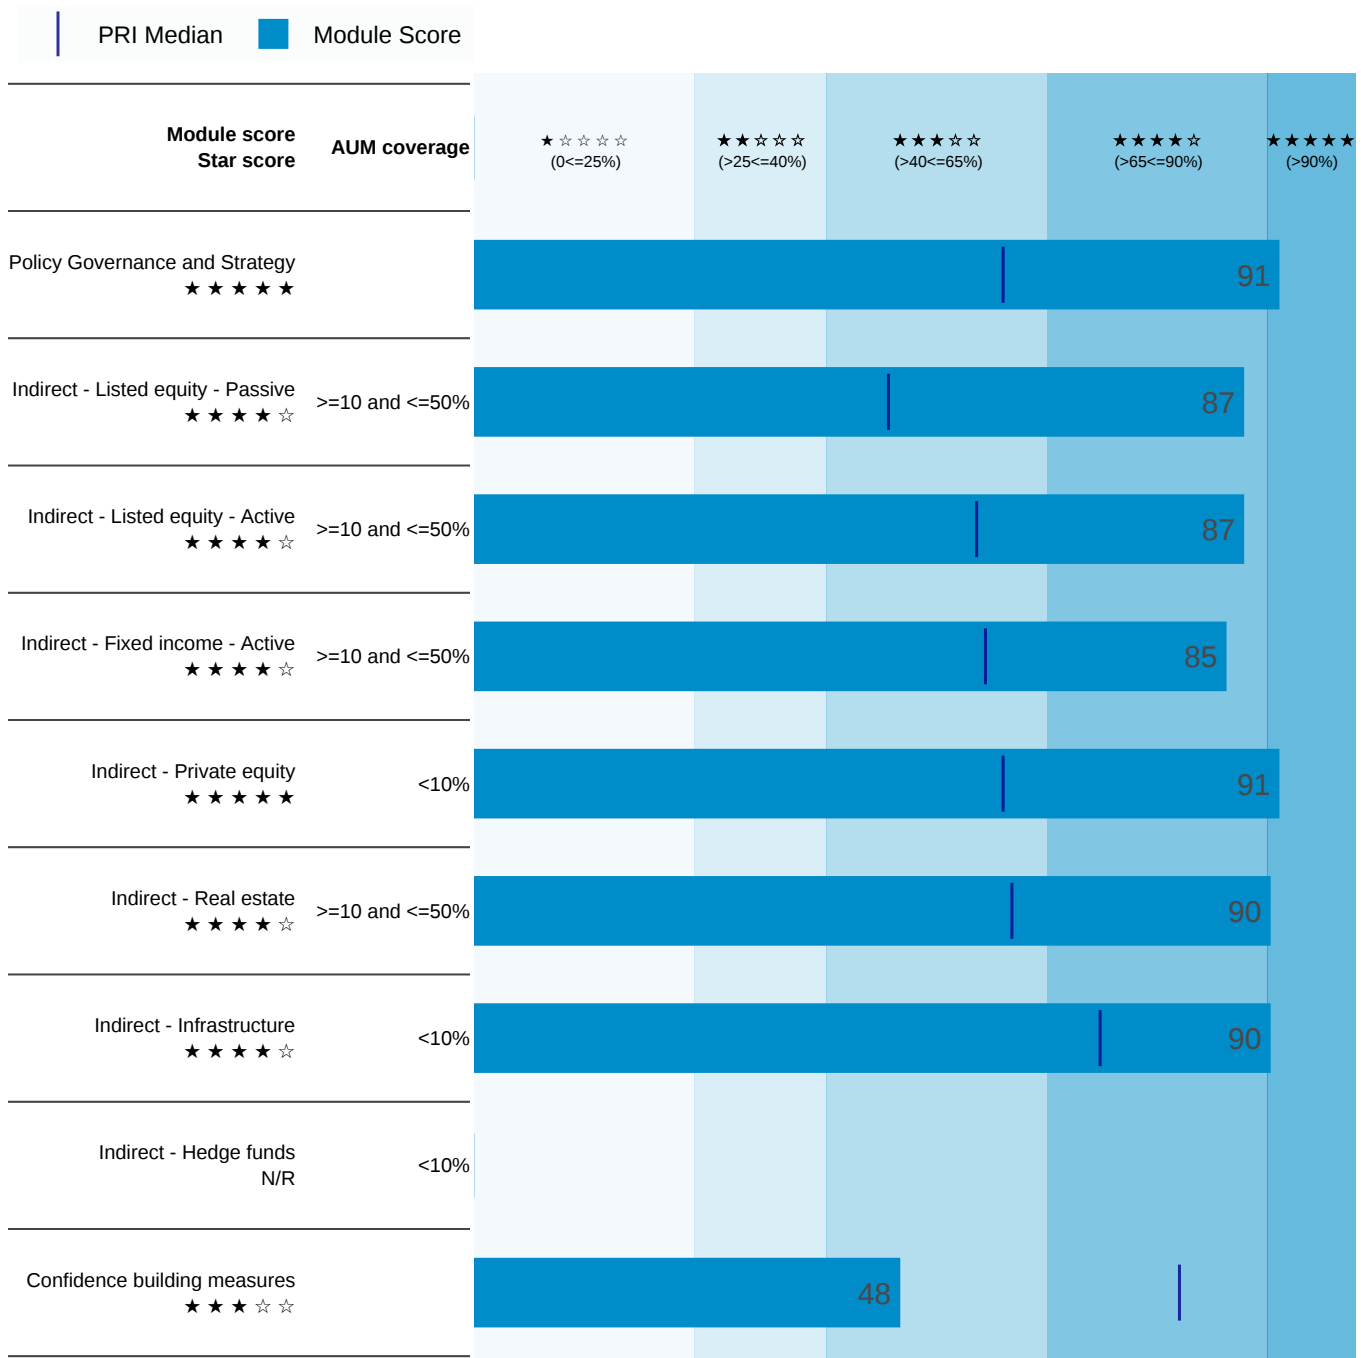 PRI Median Module Score
Module score
Star score
AUM coverage
★☆☆☆☆
(0<=25%)
★★☆☆☆
(>25<=40%)
★★★☆☆
(>40<=65%)
★★★★☆
(>65<=90%)
★★★★★
(>90%)
Policy Governance and Strategy
★★★★★
91
Indirect - Listed equity - Passive
★★★★☆
>=10 and <=50%
87
Indirect - Listed equity - Active
★★★★☆
>=10 and <=50%
87
Indirect - Fixed income - Active
★★★★☆
>=10 and <=50%
85
Indirect - Private equity
★★★★★
<10%
91
Indirect - Real estate
★★★★☆
>=10 and <=50%
90
Indirect - Infrastructure
★★★★☆
<10%
90
Indirect - Hedge funds
N/R
<10%
Confidence building measures
★★★☆☆
48